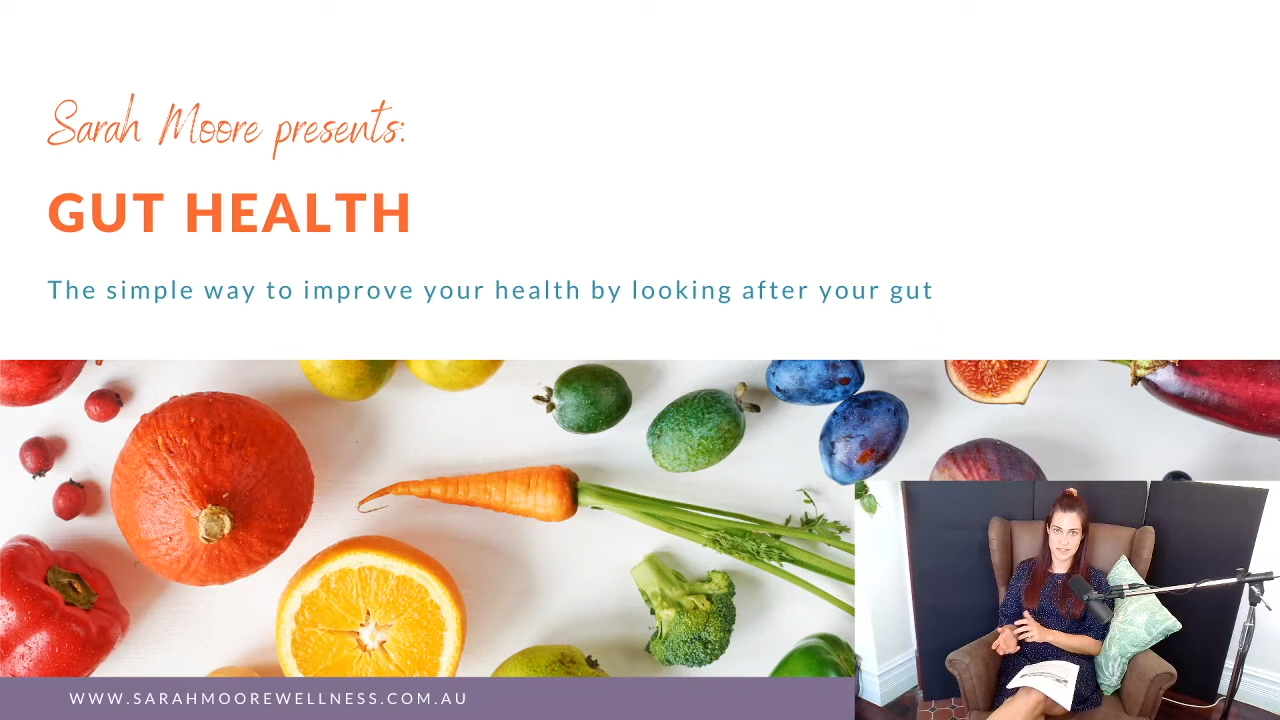 Sarah Moore presents:
GUT HEALTH
The simple way to improve your health by looking after your gut
WWW.SARAHMOOREWELLNESS.COM.AU